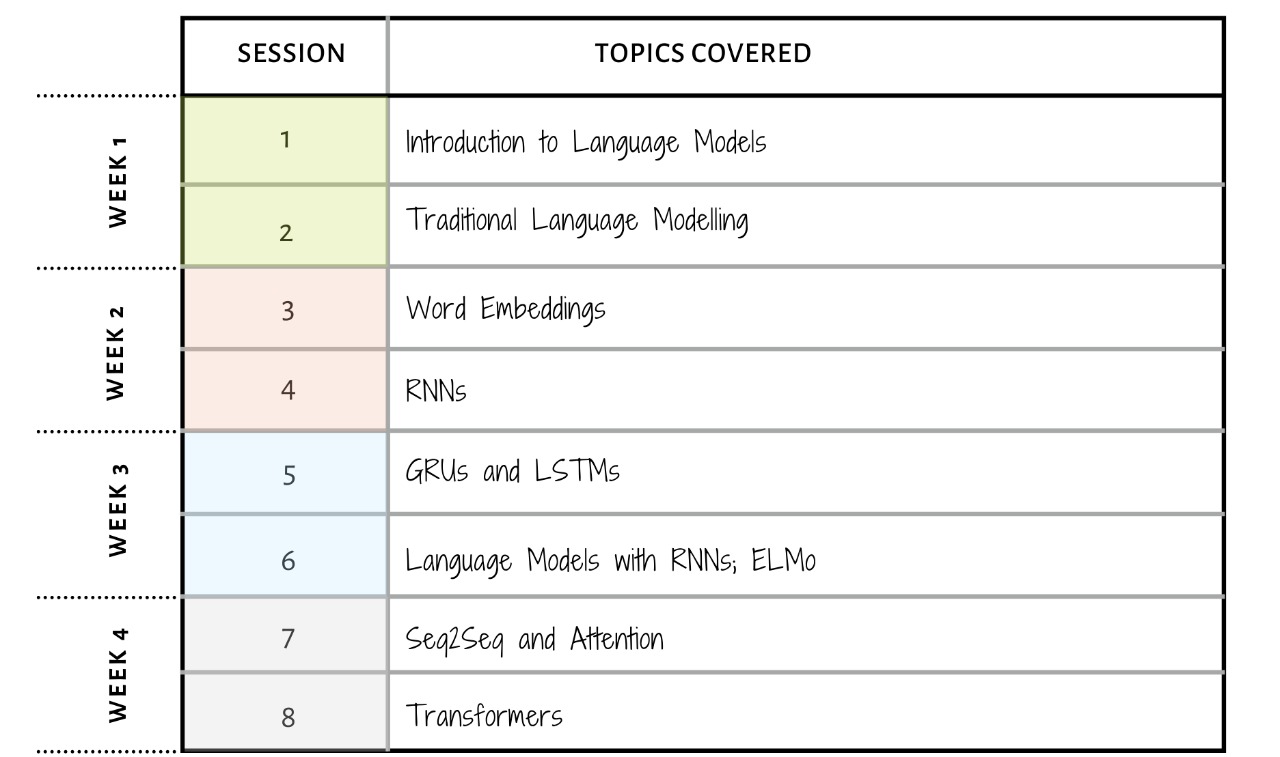 SESSION TOPICS COVERED
WEEK 1
1 Introduction to Language Models
2 Traditional Language Modelling
WEEK 2
3 Word Embeddings
4 RNNs
WEEK 3
5 GRUs and LSTMs
6 Language Models with RNNs; ELMo
WEEK 4
7 Seq2Seq and Attention
8 Transformers